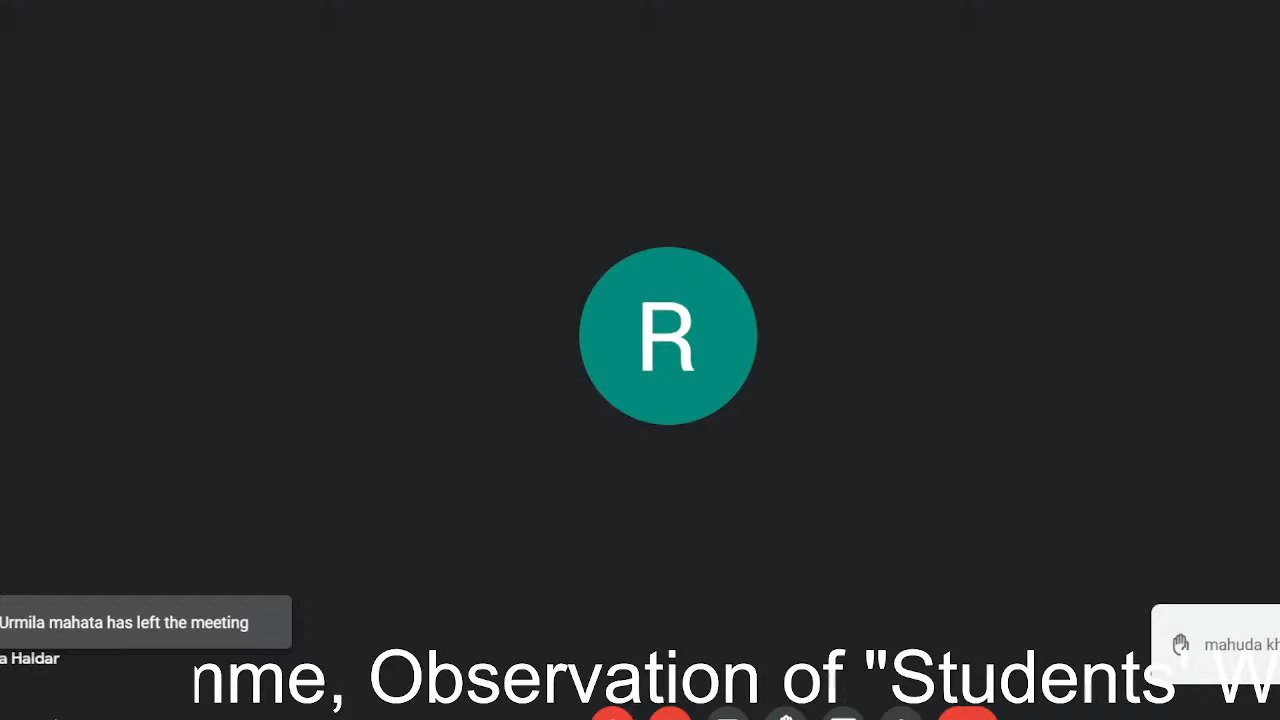 R
Urmila mahata has left the meeting
a Haldar
mahuda kh
nme, Observation of "Students' W